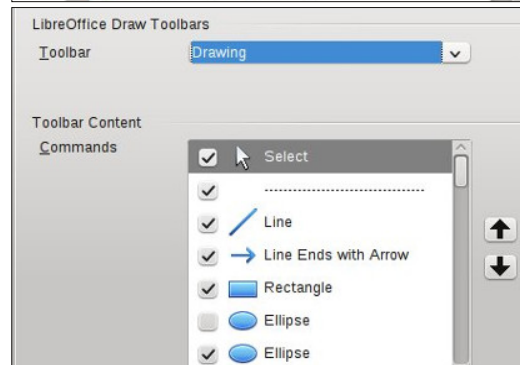 LibreOffice Draw Toolbars
Toolbar
Drawing
Toolbar Content
Commands
Select
--------------------------------
Line
Line Ends with Arrow
Rectangle
Ellipse
Ellipse